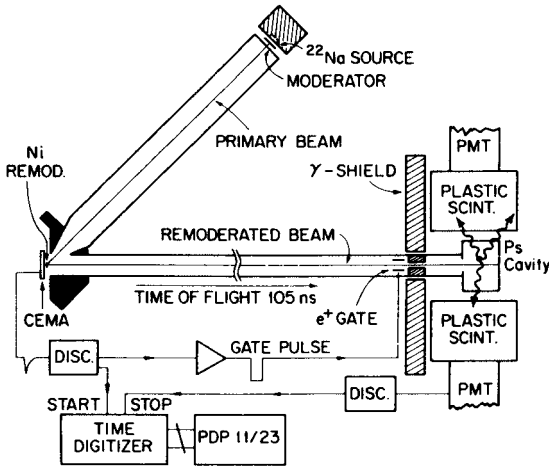 ²²Na SOURCE
MODERATOR
PRIMARY BEAM
Ni
REMOD.
γ-SHIELD
PMT
PLASTIC
SCINT.
REMODERATED BEAM
Ps
Cavity
TIME OF FLIGHT 105 ns
e⁺ GATE
CEMA
PLASTIC
SCINT.
DISC.
GATE PULSE
DISC.
PMT
START
STOP
TIME
DIGITIZER
PDP 11/23